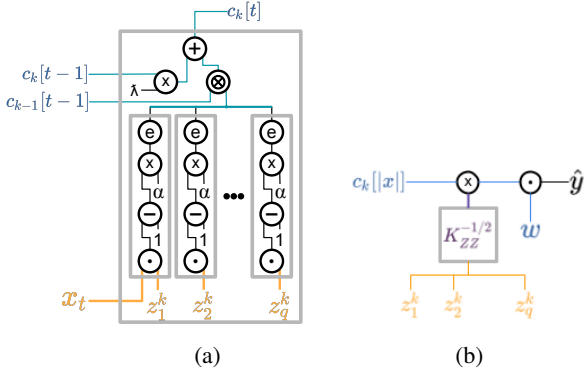 c_k[t]
+
c_k[t−1] x ⊗
λ
c_{k−1}[t−1]
e e e
x x x
α α α
− ••• − −
1 1 1
• • •
x_t z_1^k z_2^k z_q^k
(a)
c_k[|x|] x • ŷ
K_{ZZ}^{−1/2} w
z_1^k z_2^k z_q^k
(b)